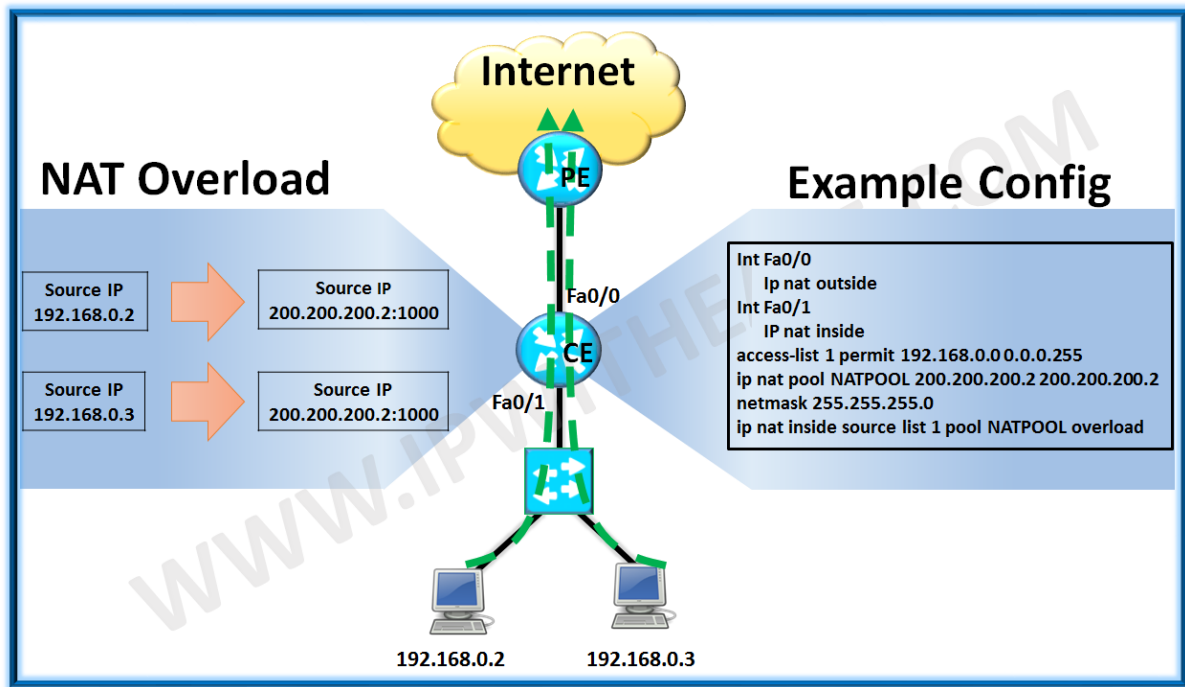 Internet
PE
NAT Overload
Example Config
Source IP
192.168.0.2
Source IP
200.200.200.2:1000
Source IP
192.168.0.3
Source IP
200.200.200.2:1000
Fa0/0
CE
Fa0/1
Int Fa0/0
Ip nat outside
Int Fa0/1
IP nat inside
access-list 1 permit 192.168.0.0 0.0.0.255
ip nat pool NATPOOL 200.200.200.2 200.200.200.2
netmask 255.255.255.0
ip nat inside source list 1 pool NATPOOL overload
192.168.0.2
192.168.0.3